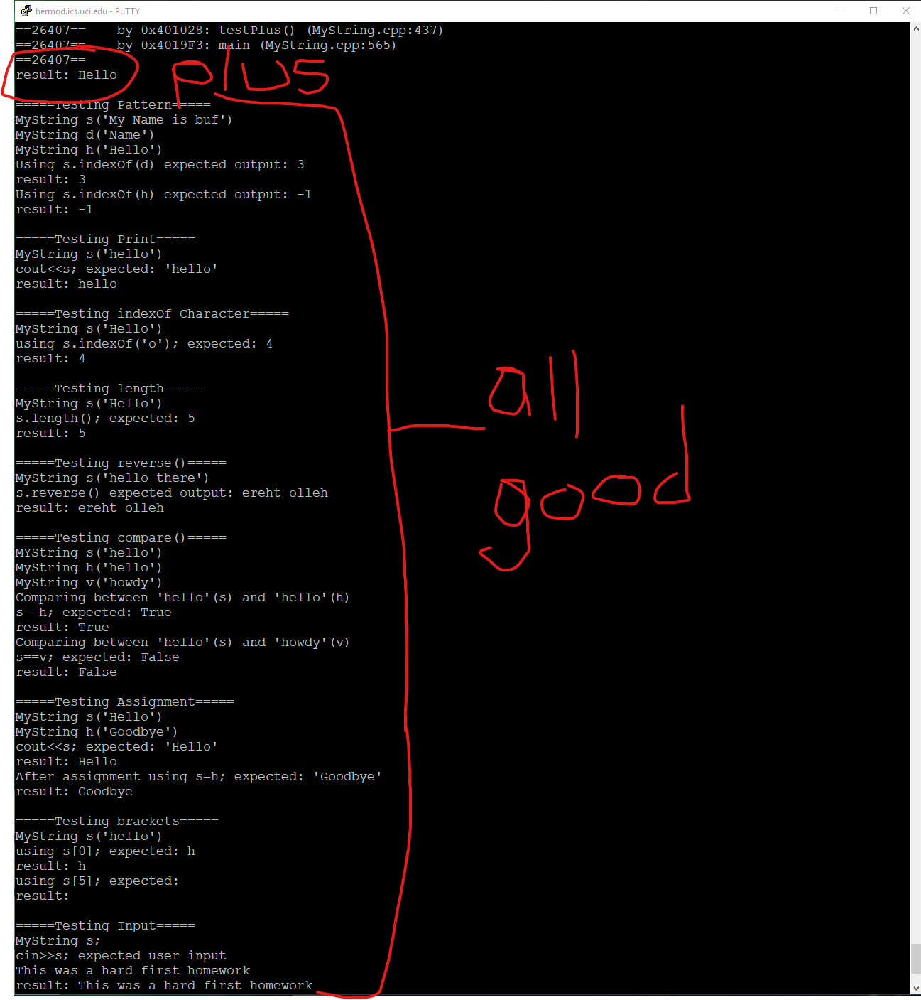 hermod.ics.uci.edu - PuTTY
==26407==    by 0x401028: testPlus() (MyString.cpp:437)
==26407==    by 0x4019F3: main (MyString.cpp:565)
==26407==
result: Hello
plus
=====Testing Pattern=====
MyString s('My Name is buf')
MyString d('Name')
MyString h('Hello')
Using s.indexOf(d) expected output: 3
result: 3
Using s.indexOf(h) expected output: -1
result: -1
=====Testing Print=====
MyString s('hello')
cout<<s; expected: 'hello'
result: hello
=====Testing indexOf Character=====
MyString s('Hello')
using s.indexOf('o'); expected: 4
result: 4
all
=====Testing length=====
MyString s('Hello')
s.length(); expected: 5
result: 5
=====Testing reverse()=====
MyString s('hello there')
s.reverse() expected output: ereht olleh
result: ereht olleh
good
=====Testing compare()=====
MYString s('hello')
MyString h('hello')
MyString v('howdy')
Comparing between 'hello'(s) and 'hello'(h)
s==h; expected: True
result: True
Comparing between 'hello'(s) and 'howdy'(v)
s==v; expected: False
result: False
=====Testing Assignment=====
MyString s('Hello')
MyString h('Goodbye')
cout<<s; expected: 'Hello'
result: Hello
After assignment using s=h; expected: 'Goodbye'
result: Goodbye
=====Testing brackets=====
MyString s('hello')
using s[0]; expected: h
result: h
using s[5]; expected:
result:
=====Testing Input=====
MyString s;
cin>>s; expected user input
This was a hard first homework
result: This was a hard first homework